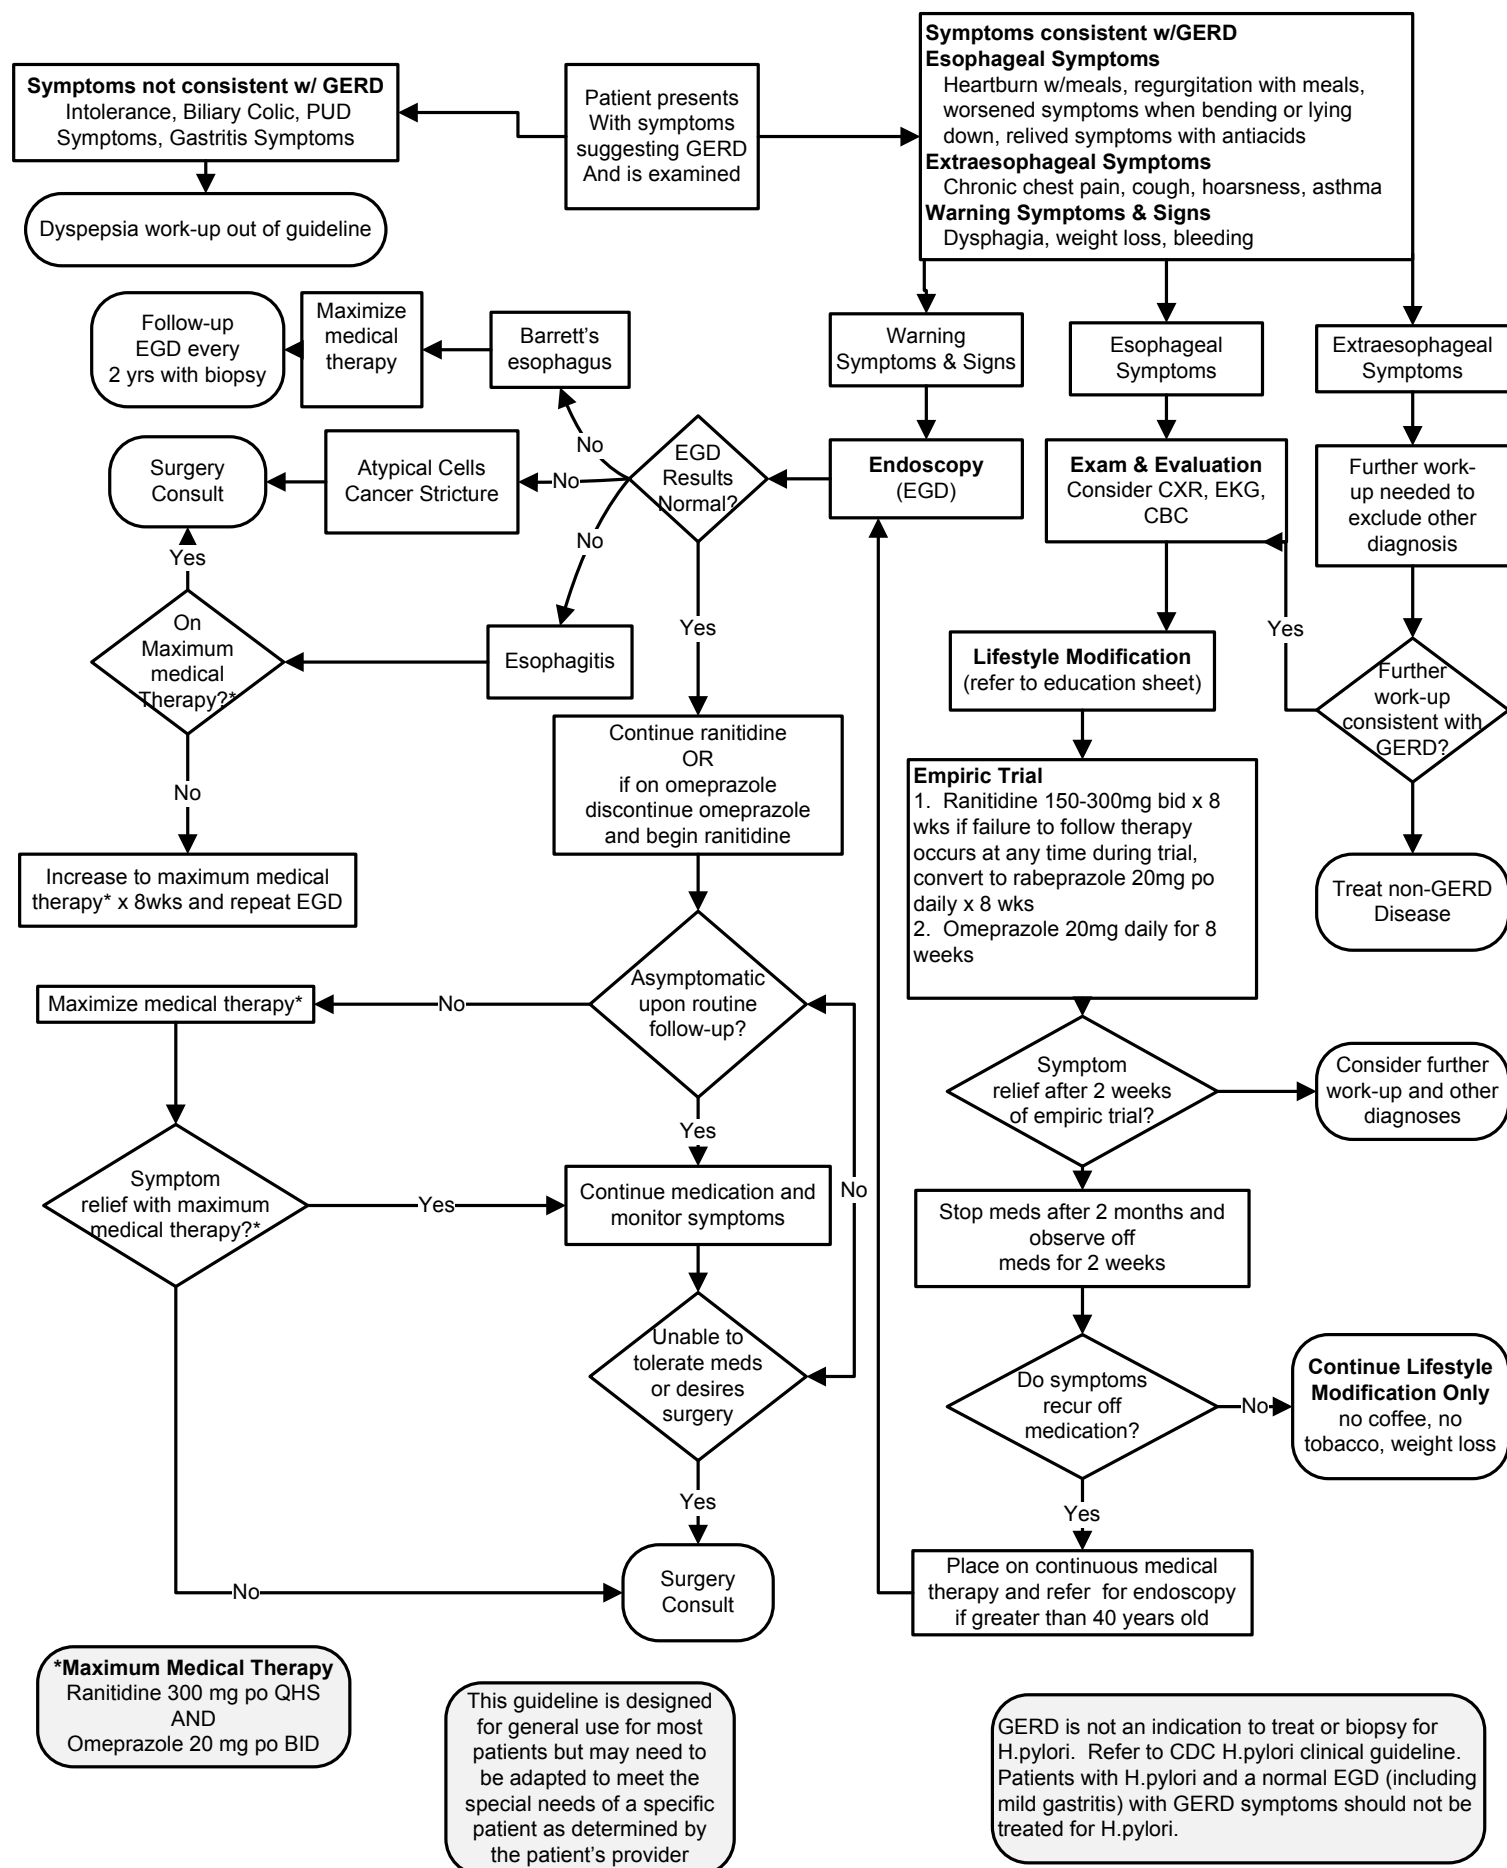 Symptoms not consistent w/ GERD
Intolerance, Biliary Colic, PUD
Symptoms, Gastritis Symptoms
Dyspepsia work-up out of guideline
Patient presents
With symptoms
suggesting GERD
And is examined
Symptoms consistent w/GERD
Esophageal Symptoms
Heartburn w/meals, regurgitation with meals,
worsened symptoms when bending or lying
down, relived symptoms with antiacids
Extraesophageal Symptoms
Chronic chest pain, cough, hoarsness, asthma
Warning Symptoms & Signs
Dysphagia, weight loss, bleeding
Follow-up
EGD every
2 yrs with biopsy
Maximize
medical
therapy
Barrett's
esophagus
Warning
Symptoms & Signs
Esophageal
Symptoms
Extraesophageal
Symptoms
No
Surgery
Consult
Atypical Cells
Cancer Stricture
No
EGD
Results
Normal?
Endoscopy
(EGD)
Exam & Evaluation
Consider CXR, EKG,
CBC
Further work-
up needed to
exclude other
diagnosis
Yes
No
On
Maximum
medical
Therapy?*
Esophagitis
Yes
Lifestyle Modification
(refer to education sheet)
Yes
Further
work-up
consistent with
GERD?
No
Continue ranitidine
OR
if on omeprazole
discontinue omeprazole
and begin ranitidine
Empiric Trial
1. Ranitidine 150-300mg bid x 8
wks if failure to follow therapy
occurs at any time during trial,
convert to rabeprazole 20mg po
daily x 8 wks
2. Omeprazole 20mg daily for 8
weeks
Treat non-GERD
Disease
Increase to maximum medical
therapy* x 8wks and repeat EGD
Maximize medical therapy*
No
Asymptomatic
upon routine
follow-up?
Symptom
relief after 2 weeks
of empiric trial?
Consider further
work-up and other
diagnoses
Yes
Symptom
relief with maximum
medical therapy?*
Yes
Continue medication and
monitor symptoms
No
Stop meds after 2 months and
observe off
meds for 2 weeks
Unable to
tolerate meds
or desires
surgery
Do symptoms
recur off
medication?
No
Continue Lifestyle
Modification Only
no coffee, no
tobacco, weight loss
Yes
Yes
No
Surgery
Consult
Place on continuous medical
therapy and refer for endoscopy
if greater than 40 years old
*Maximum Medical Therapy
Ranitidine 300 mg po QHS
AND
Omeprazole 20 mg po BID
This guideline is designed
for general use for most
patients but may need to
be adapted to meet the
special needs of a specific
patient as determined by
the patient's provider
GERD is not an indication to treat or biopsy for
H.pylori. Refer to CDC H.pylori clinical guideline.
Patients with H.pylori and a normal EGD (including
mild gastritis) with GERD symptoms should not be
treated for H.pylori.